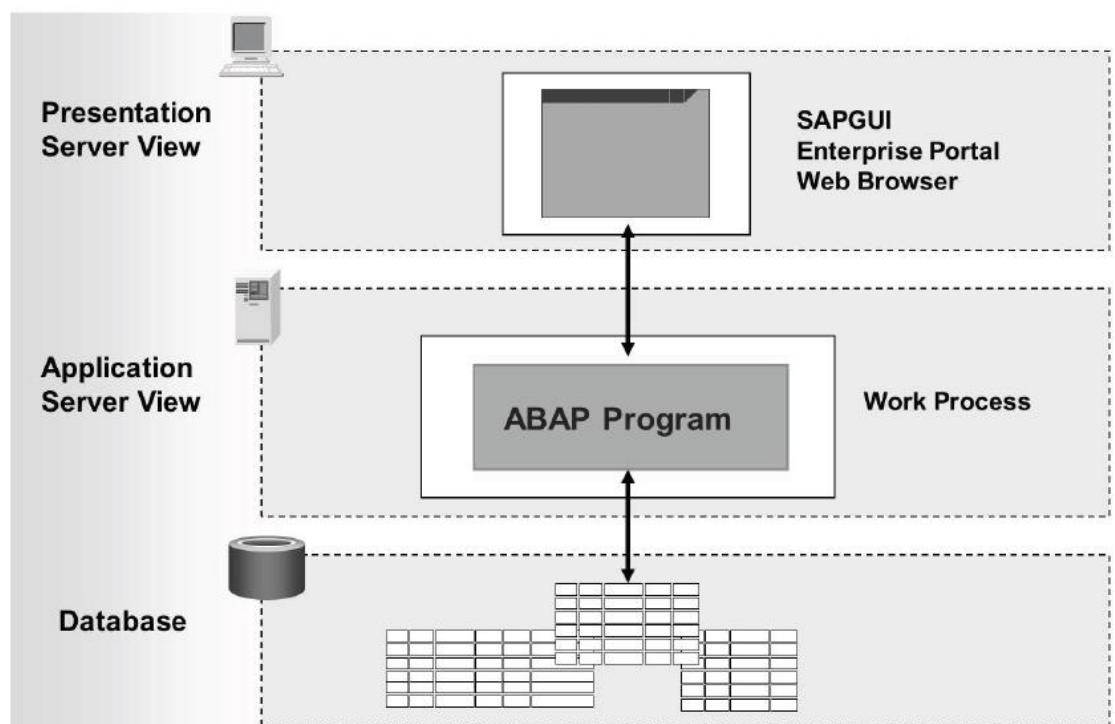 Presentation
Server View
SAPGUI
Enterprise Portal
Web Browser
Application
Server View
ABAP Program
Work Process
Database